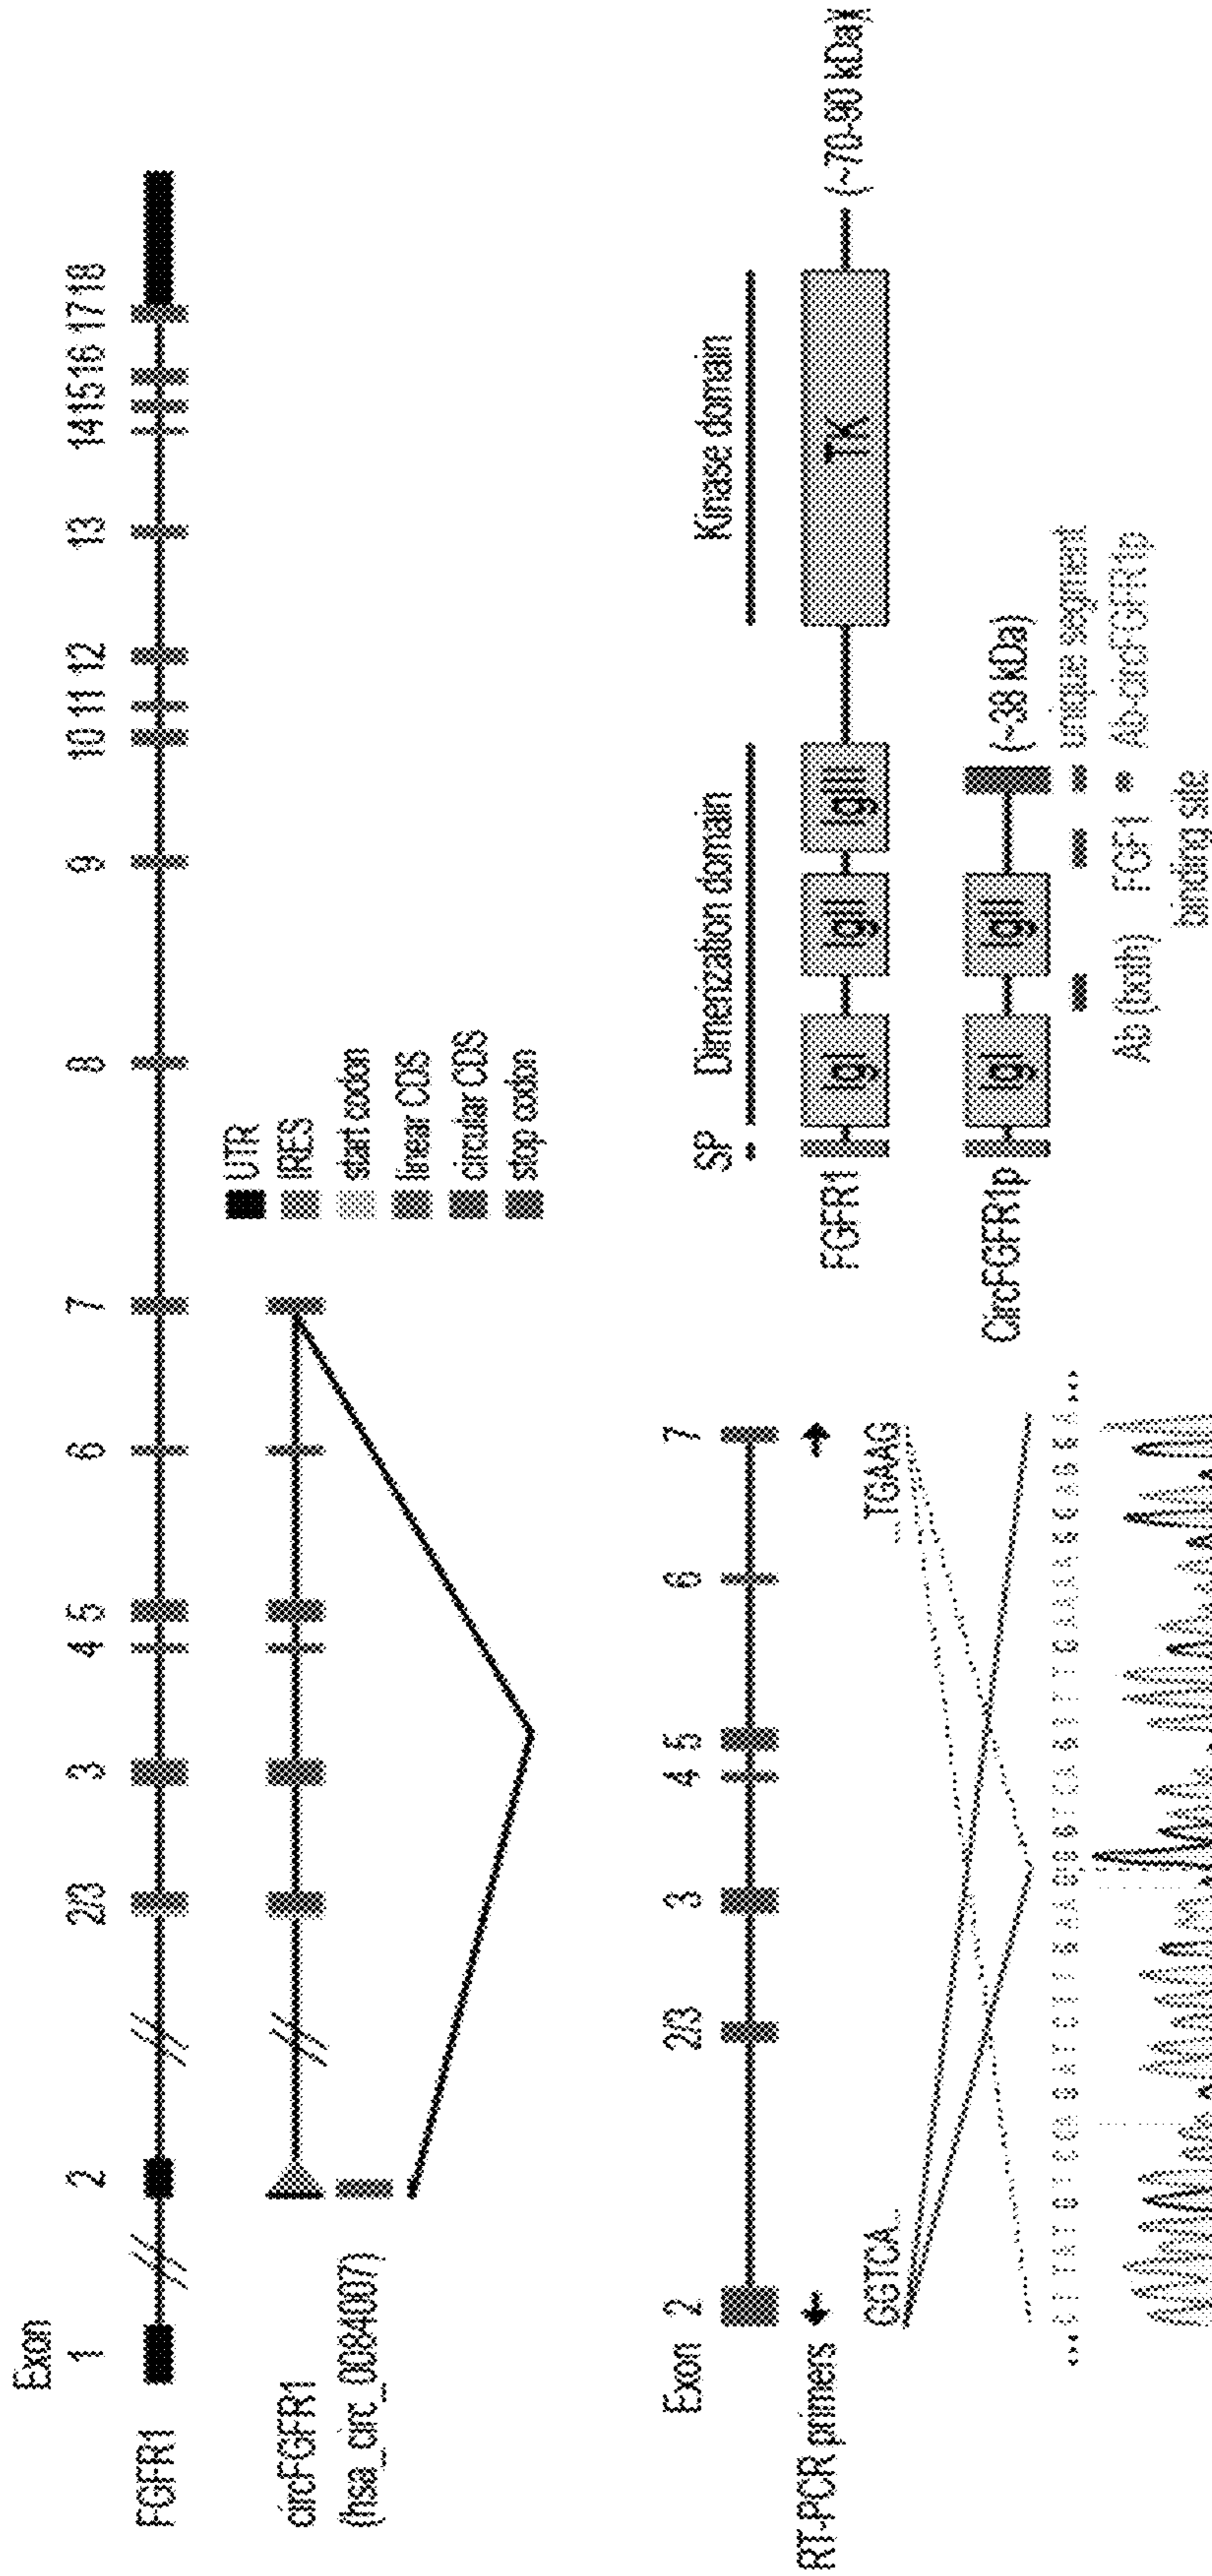 Exon
1 2 2/3 3 4 5 6 7 8 9 10 11 12 13 14 15 16 17 18
FGFR1
circFGFR1
(hsa_circ_0084007)
UTR
IRES
start codon
linear CDS
circular CDS
stop codon
Exon 2 2/3 3 4 5 6 7
RT-PCR primers
GGTCA... ...TGAAG
SP Dimerization domain Kinase domain
FGFR1 IgI IgII IgIII TK (~70-90 kDa)
CircFGFR1p IgI IgII (~38 kDa)
unique segment
Ab (both) FGF1 Ab-circFGFR1p
binding site